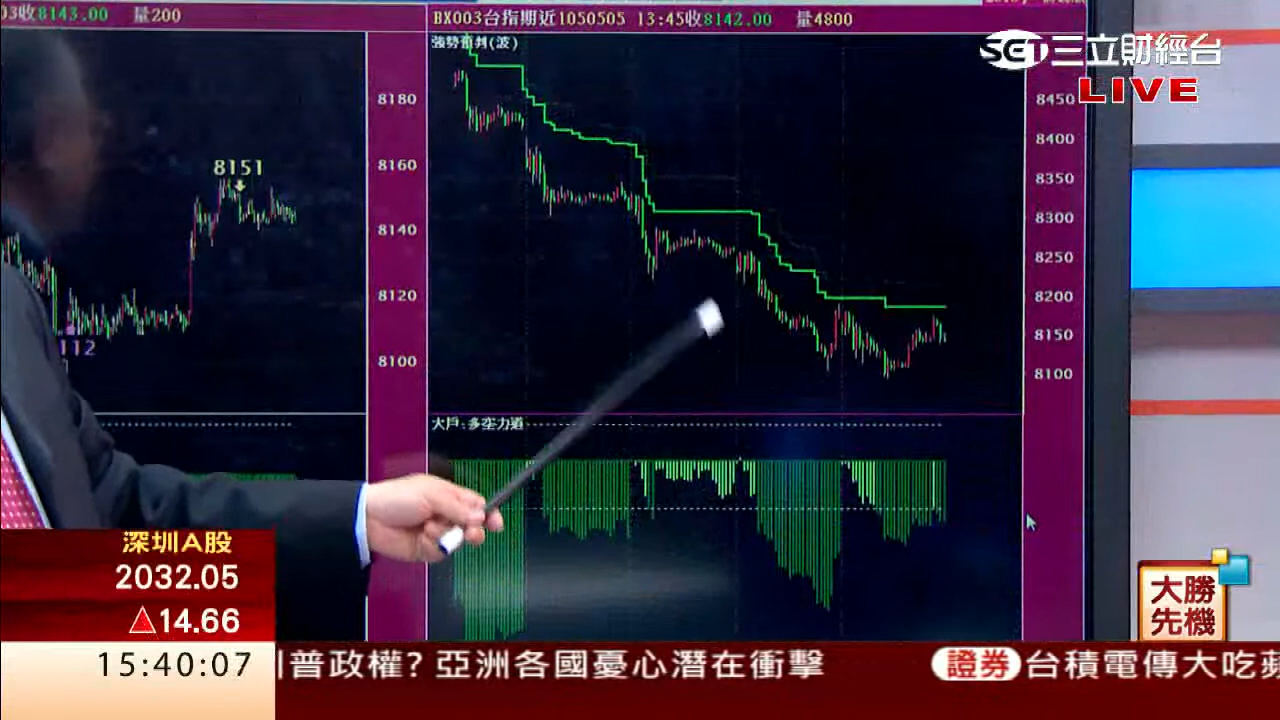 03收8143.00 量200
BX003台指期近1050505 13:45收8142.00 量4800
強勢預判(波)
SET三立財經台
LIVE
8151
112
8180
8160
8140
8120
8100
8450
8400
8350
8300
8250
8200
8150
8100
大戶.多空力道
深圳A股
2032.05
△14.66
15:40:07
普政權? 亞洲各國憂心潛在衝擊
證券 台積電傳大吃蘋
大勝
先機